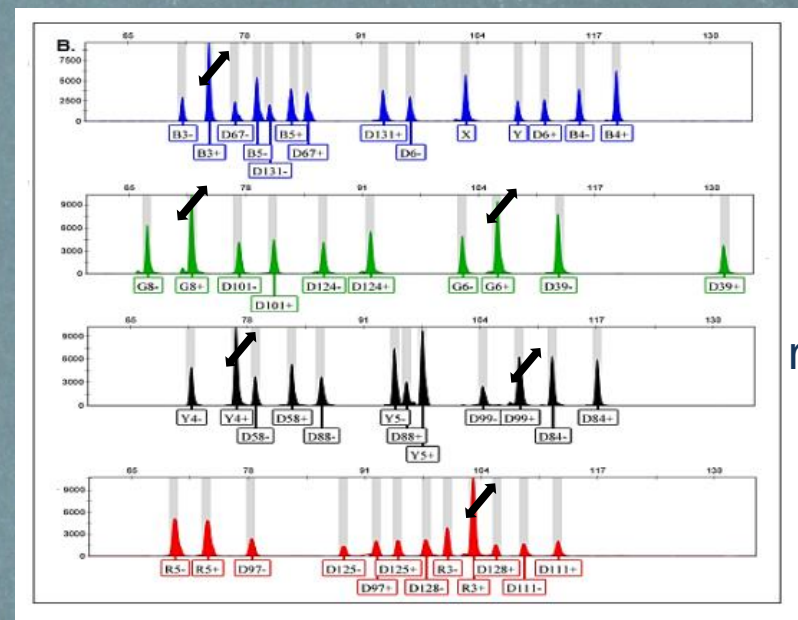 65 78 91 104 117 130
B.
7500
5000
2500
0
B3- D67- B5+ D131+ X Y D6+ B4- B4+
B3+ B5- D67+ D6-
D131-
65 78 91 104 117 130
9000
6000
3000
0
G8- G8+ D101- D124- D124+ G6- G6+ D39- D39+
D101+
65 78 91 104 117 130
9000
6000
3000
0
Y4- Y4+ D58+ Y5- D99- D99+ D84+
D58- D88- D88+ D84-
Y5+
65 78 91 104 117 130
9000
6000
3000
0
R5- R5+ D97- D125- D125+ R3- D128+ D111+
D97+ D128- R3+ D111-